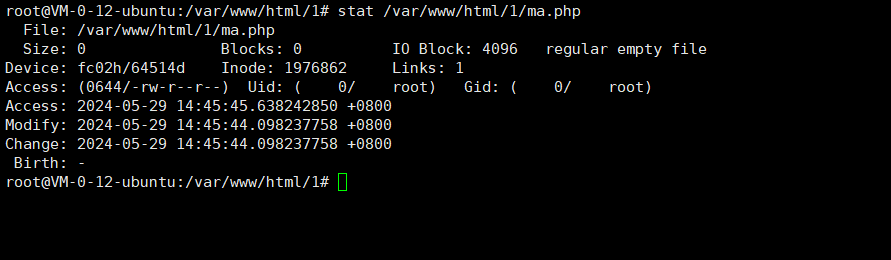 root@VM-0-12-ubuntu:/var/www/html/1# stat /var/www/html/1/ma.php
  File: /var/www/html/1/ma.php
  Size: 0               Blocks: 0          IO Block: 4096   regular empty file
Device: fc02h/64514d    Inode: 1976862     Links: 1
Access: (0644/-rw-r--r--)  Uid: (    0/    root)   Gid: (    0/    root)
Access: 2024-05-29 14:45:45.638242850 +0800
Modify: 2024-05-29 14:45:44.098237758 +0800
Change: 2024-05-29 14:45:44.098237758 +0800
 Birth: -
root@VM-0-12-ubuntu:/var/www/html/1#